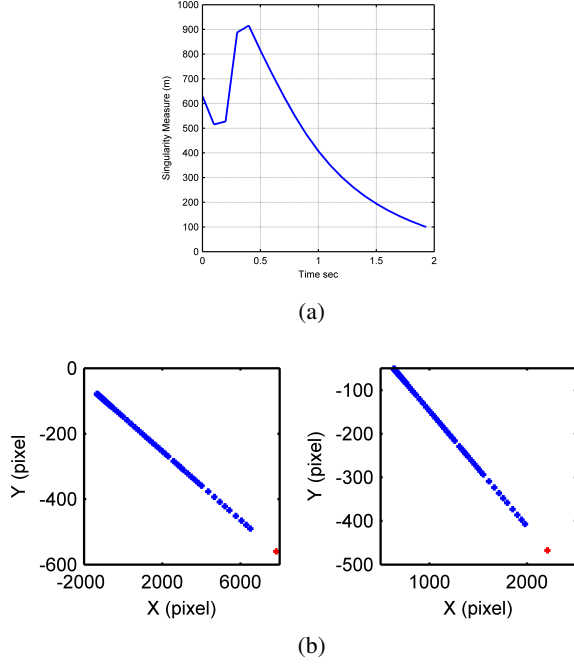 1000
900
800
700
600
500
400
300
200
100
0
Singularity Measure (m)
0 0.5 1 1.5 2
Time sec
(a)
0
-200
-400
-600
Y (pixel
-2000 2000 6000
X (pixel)
-100
-200
-300
-400
-500
Y (pixel)
1000 2000
X (pixel)
(b)